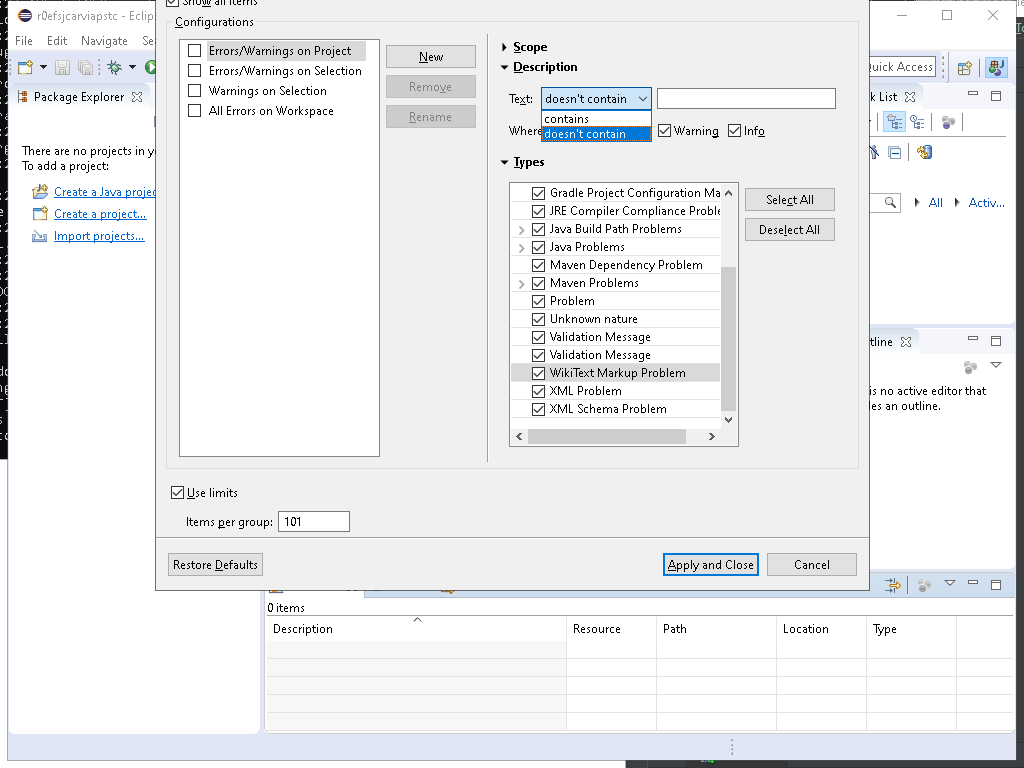 r0efsjcarviapstc - Eclip
Show all items
File Edit Navigate Se
Configurations
Errors/Warnings on Project
Errors/Warnings on Selection
Warnings on Selection
All Errors on Workspace
New
Remove
Rename
Scope
Description
Text: doesn't contain
contains
doesn't contain
Where
Warning
Info
Types
Gradle Project Configuration Ma
JRE Compiler Compliance Proble
Java Build Path Problems
Java Problems
Maven Dependency Problem
Maven Problems
Problem
Unknown nature
Validation Message
Validation Message
WikiText Markup Problem
XML Problem
XML Schema Problem
Select All
Deselect All
Use limits
Items per group: 101
Restore Defaults
Apply and Close
Cancel
Package Explorer
There are no projects in y
To add a project:
Create a Java projec
Create a project...
Import projects...
Quick Access
k List
All
Activ...
tline
is no active editor that
des an outline.
0 items
Description Resource Path Location Type